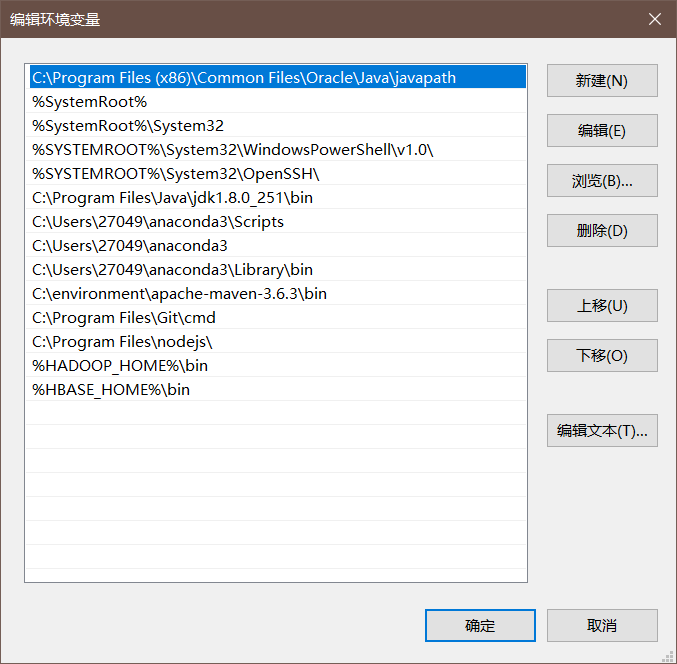 编辑环境变量
C:\Program Files (x86)\Common Files\Oracle\Java\javapath
%SystemRoot%
%SystemRoot%\System32
%SYSTEMROOT%\System32\WindowsPowerShell\v1.0\
%SYSTEMROOT%\System32\OpenSSH\
C:\Program Files\Java\jdk1.8.0_251\bin
C:\Users\27049\anaconda3\Scripts
C:\Users\27049\anaconda3
C:\Users\27049\anaconda3\Library\bin
C:\environment\apache-maven-3.6.3\bin
C:\Program Files\Git\cmd
C:\Program Files\nodejs\
%HADOOP_HOME%\bin
%HBASE_HOME%\bin
新建(N)
编辑(E)
浏览(B)...
删除(D)
上移(U)
下移(O)
编辑文本(T)...
确定
取消